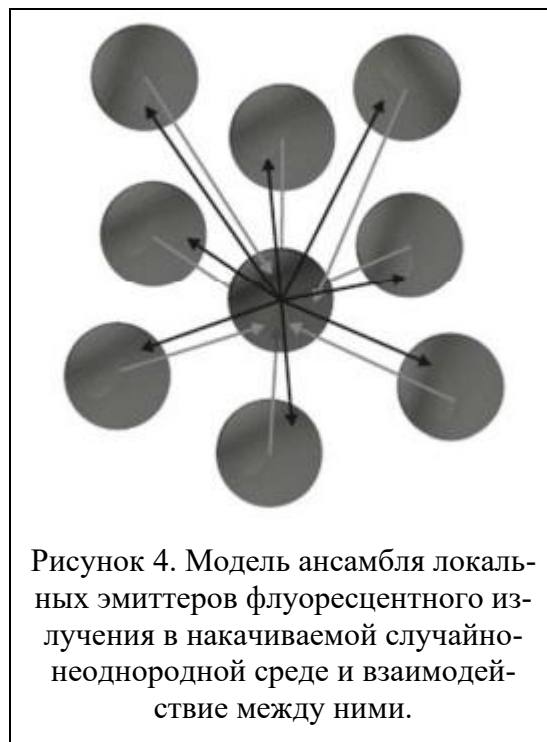 Рисунок 4. Модель ансамбля локаль-
ных эмиттеров флуоресцентного из-
лучения в накачиваемой случайно-
неоднородной среде и взаимодей-
ствие между ними.